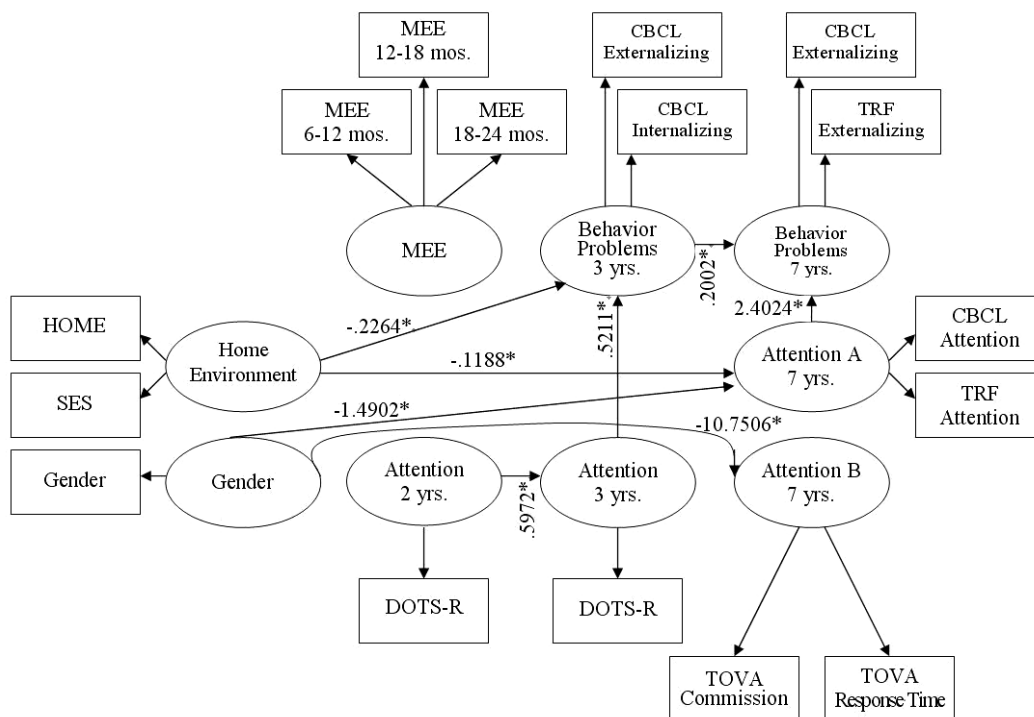 MEE
12-18 mos.
CBCL
Externalizing
CBCL
Externalizing
MEE
6-12 mos.
MEE
18-24 mos.
CBCL
Internalizing
TRF
Externalizing
MEE
Behavior
Problems
3 yrs.
Behavior
Problems
7 yrs.
.2002*
HOME
SES
Home
Environment
-.2264*
-.1188*
.5211*
2.4024*
Attention A
7 yrs.
CBCL
Attention
TRF
Attention
-1.4902*
-10.7506*
Gender
Gender
Attention
2 yrs.
.5972*
Attention
3 yrs.
Attention B
7 yrs.
DOTS-R
DOTS-R
TOVA
Commission
TOVA
Response Time